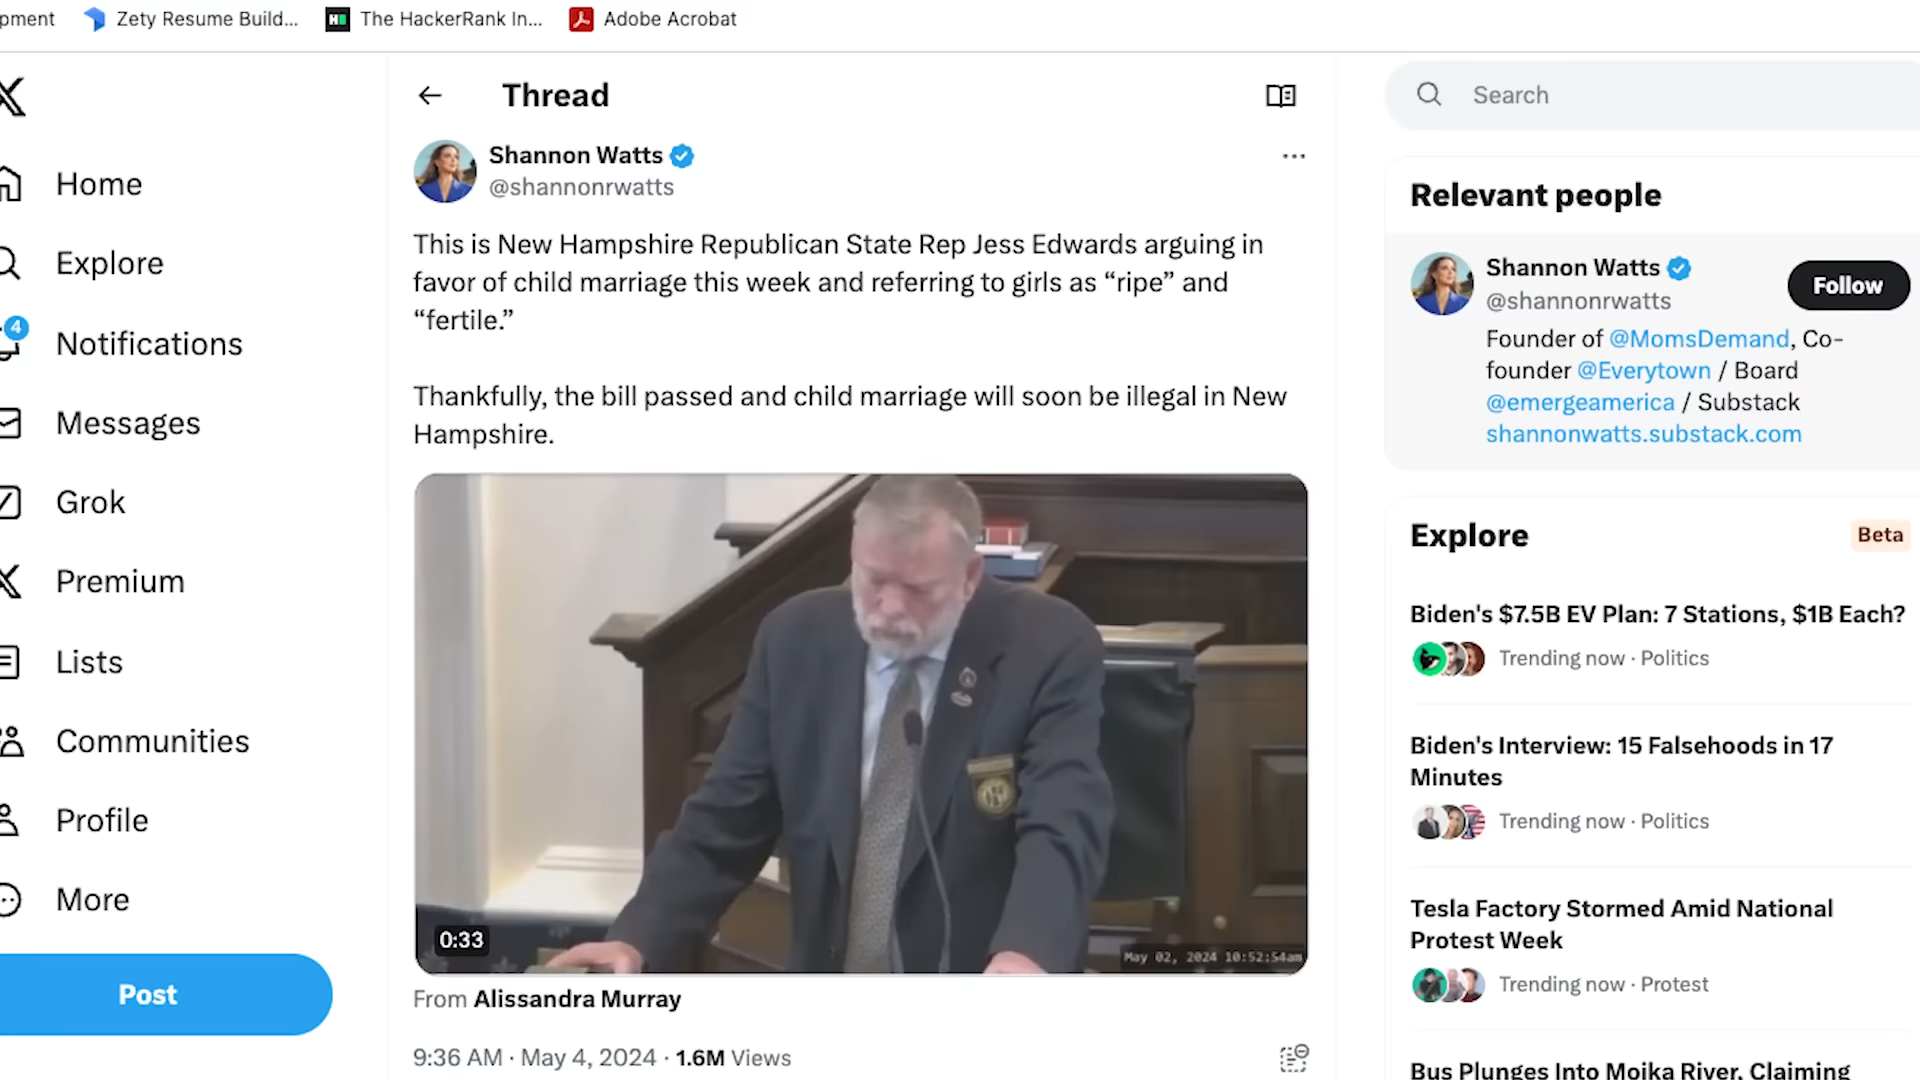 pment
Zety Resume Build...
The HackerRank In...
Adobe Acrobat
Thread
Search
Shannon Watts
@shannonrwatts
This is New Hampshire Republican State Rep Jess Edwards arguing in
favor of child marriage this week and referring to girls as “ripe” and
“fertile.”
Thankfully, the bill passed and child marriage will soon be illegal in New
Hampshire.
0:33
May 02, 2024 10:52:54am
From Alissandra Murray
9:36 AM · May 4, 2024 · 1.6M Views
Home
Explore
4
Notifications
Messages
Grok
Premium
Lists
Communities
Profile
More
Post
Relevant people
Shannon Watts
@shannonrwatts
Follow
Founder of @MomsDemand, Co-
founder @Everytown / Board
@emergeamerica / Substack
shannonwatts.substack.com
Explore
Beta
Biden's $7.5B EV Plan: 7 Stations, $1B Each?
Trending now · Politics
Biden's Interview: 15 Falsehoods in 17
Minutes
Trending now · Politics
Tesla Factory Stormed Amid National
Protest Week
Trending now · Protest
Bus Plunges Into Moika River, Claiming